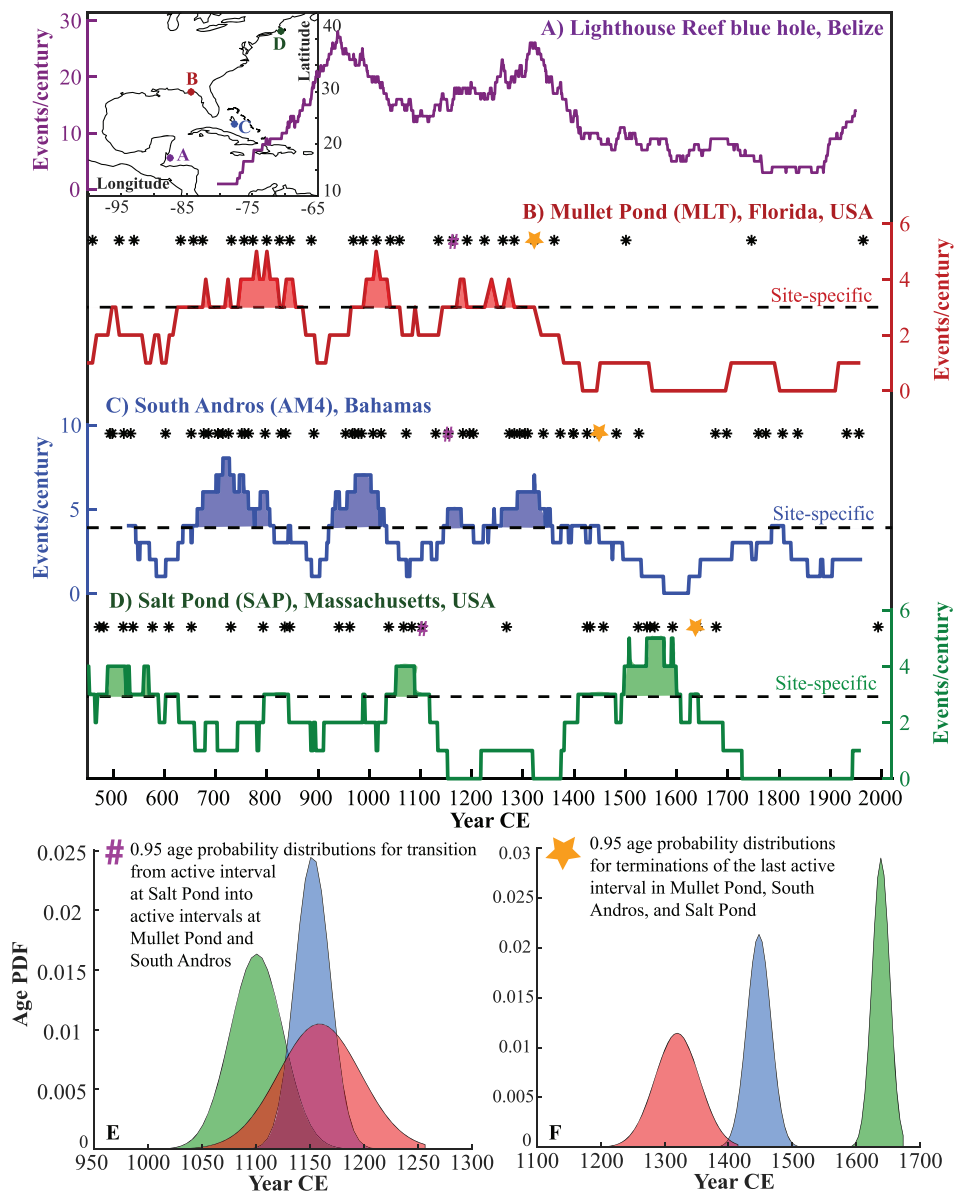 A) Lighthouse Reef blue hole, Belize
Events/century
30
20
10
0
40
30
20
10
Latitude
D
B
C
A
Longitude
-95
-85
-75
-65
B) Mullet Pond (MLT), Florida, USA
#
Site-specific
6
4
2
0
Events/century
C) South Andros (AM4), Bahamas
10
5
0
Events/century
#
Site-specific
D) Salt Pond (SAP), Massachusetts, USA
#
Site-specific
6
4
2
0
Events/century
500 600 700 800 900 1000 1100 1200 1300 1400 1500 1600 1700 1800 1900 2000
Year CE
# 0.95 age probability distributions for transition
from active interval
at Salt Pond into
active intervals at
Mullet Pond and
South Andros
0.025
0.02
0.015
0.01
0.005
0
Age PDF
E
950 1000 1050 1100 1150 1200 1250 1300
Year CE
0.95 age probability distributions
for terminations of the last active
interval in Mullet Pond, South
Andros, and Salt Pond
0.03
0.025
0.02
0.015
0.01
0.005
0
F
1100 1200 1300 1400 1500 1600 1700
Year CE